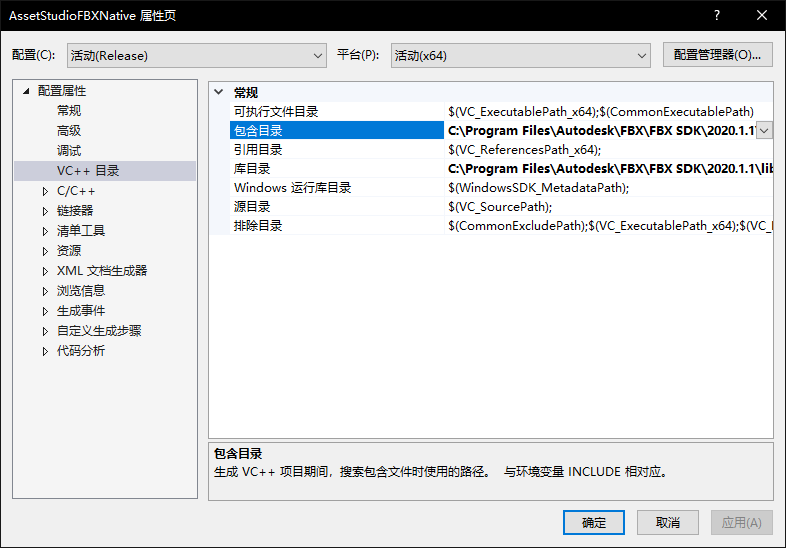 AssetStudioFBXNative 属性页
配置(C): 活动(Release) 平台(P): 活动(x64) 配置管理器(O)...
配置属性
常规
高级
调试
VC++ 目录
C/C++
链接器
清单工具
资源
XML 文档生成器
浏览信息
生成事件
自定义生成步骤
代码分析
常规
可执行文件目录 $(VC_ExecutablePath_x64);$(CommonExecutablePath)
包含目录 C:\Program Files\Autodesk\FBX\FBX SDK\2020.1.1\
引用目录 $(VC_ReferencesPath_x64);
库目录 C:\Program Files\Autodesk\FBX\FBX SDK\2020.1.1\lib
Windows 运行库目录 $(WindowsSDK_MetadataPath);
源目录 $(VC_SourcePath);
排除目录 $(CommonExcludePath);$(VC_ExecutablePath_x64);$(VC_
包含目录
生成 VC++ 项目期间，搜索包含文件时使用的路径。 与环境变量 INCLUDE 相对应。
确定 取消 应用(A)